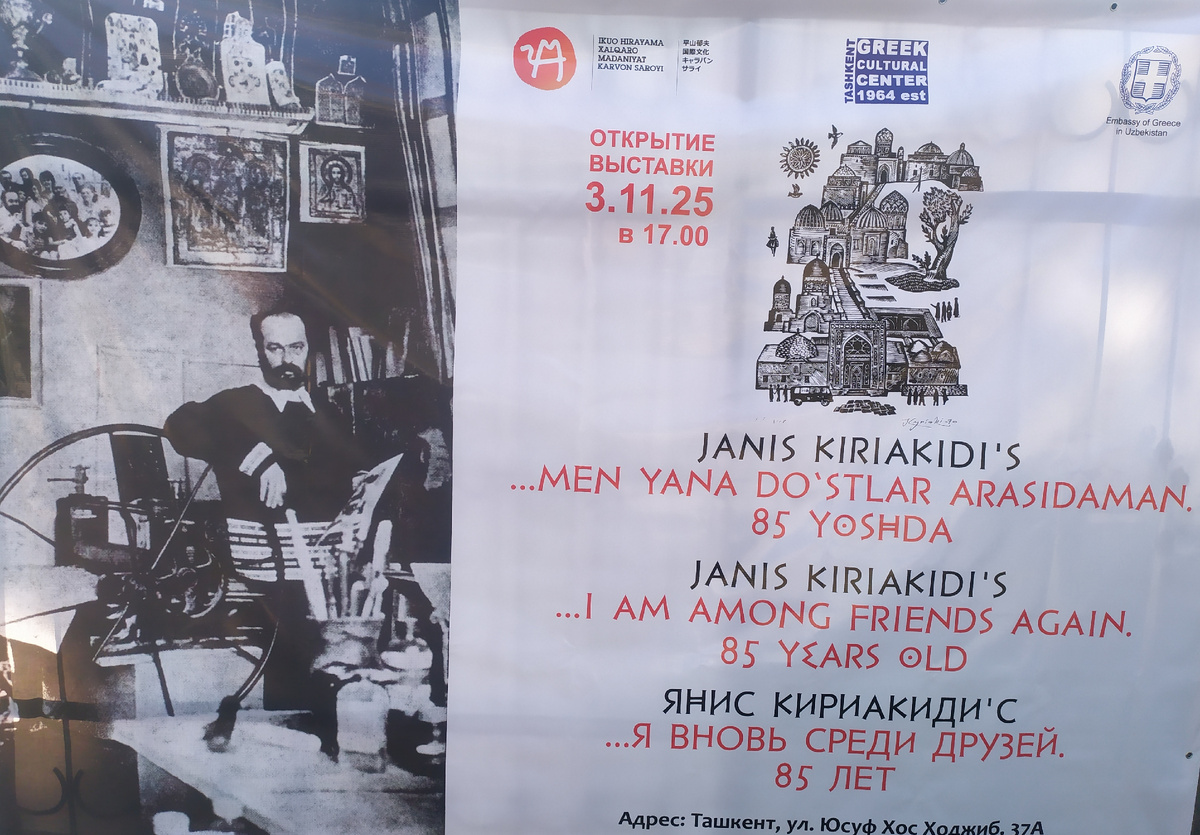 IKUO HIRAYAMA
XALQARO
MADANIYAT
KARVON SAROYI
平山郁夫
国際文化
キャラバン
サライ
TASHKENT
GREEK
CULTURAL
CENTER
1964 est
Embassy of Greece
in Uzbekistan
ОТКРЫТИЕ
ВЫСТАВКИ
3.11.25
в 17.00
JANIS KIRIAKIDI'S
...MEN YANA DO`STLAR ARASIDAMAN.
85 YOSHDA
JANIS KIRIAKIDI'S
...I AM AMONG FRIENDS AGAIN.
85 YEARS OLD
ЯНИС КИРИАКИДИ'С
...Я ВНОВЬ СРЕДИ ДРУЗЕЙ.
85 ЛЕТ
Адрес: Ташкент, ул. Юсуф Хос Ходжиб, 37А